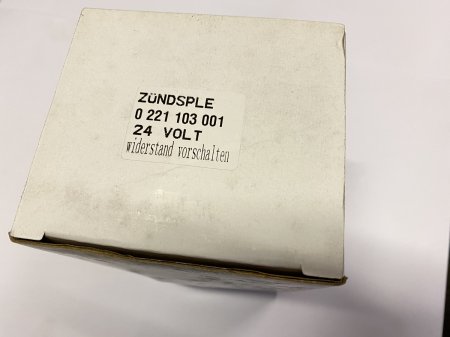 ZÜNDSPLE
0 221 103 001
24 VOLT
widerstand vorschalten